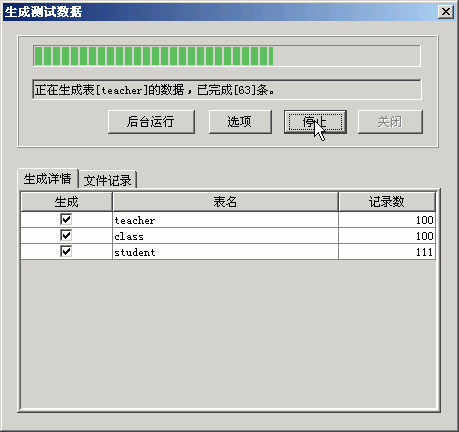 生成测试数据
正在生成表[teacher]的数据，已完成[63]条。
后台运行 选项 停止 关闭
生成详情 文件记录
生成 表名 记录数
teacher 100
class 100
student 111